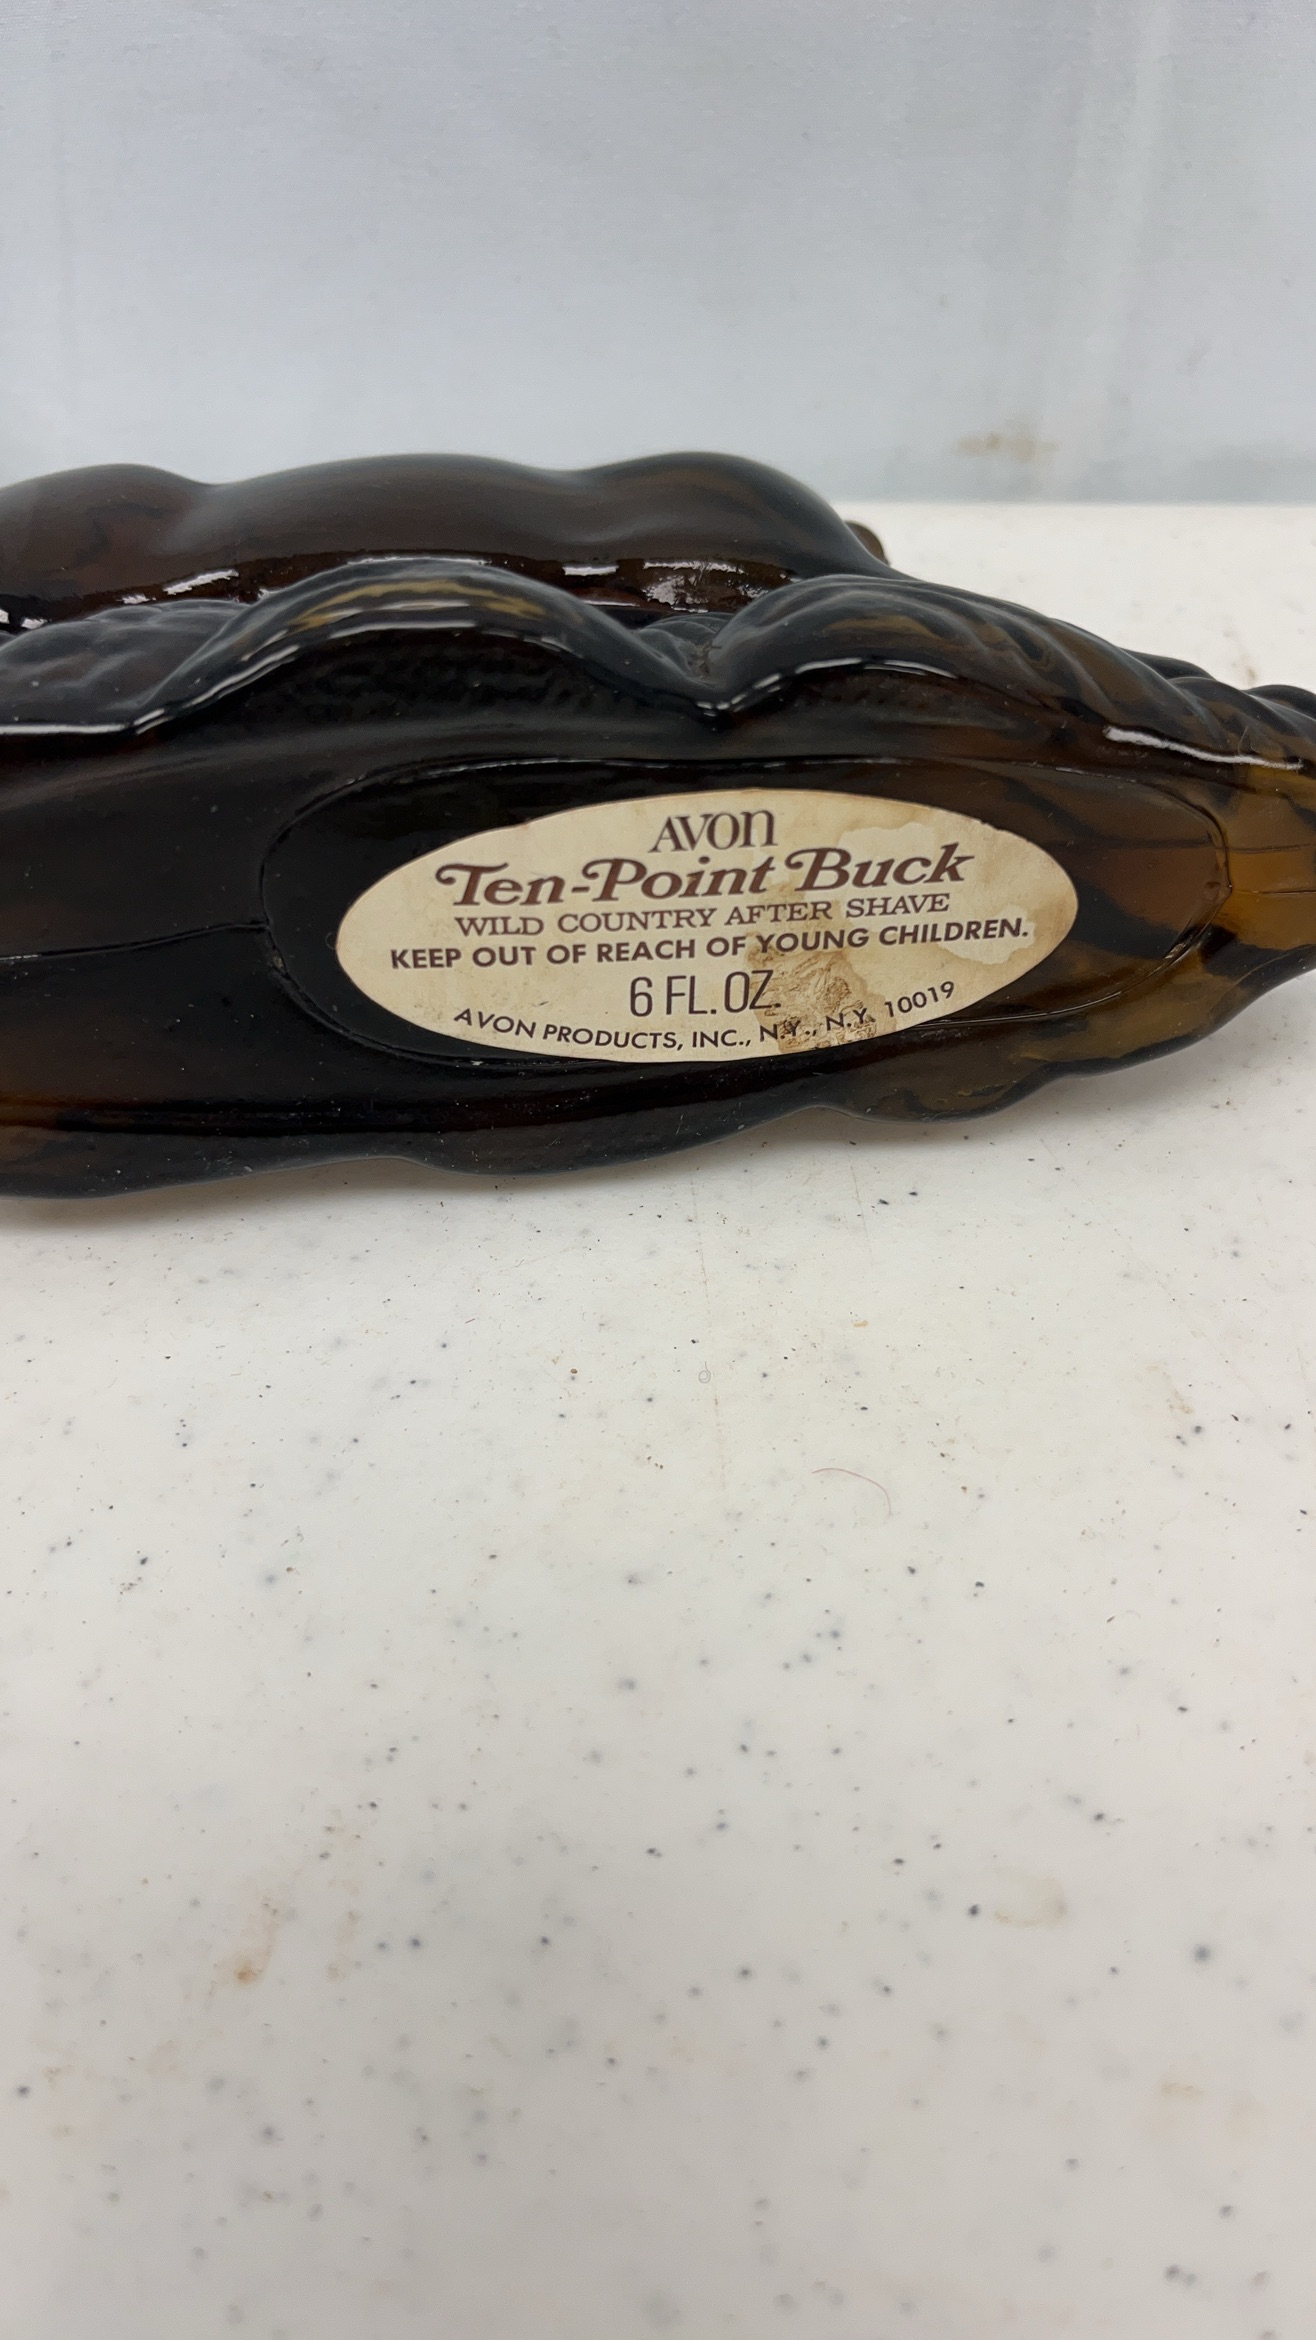 AVON
Ten-Point Buck
WILD COUNTRY AFTER SHAVE
KEEP OUT OF REACH OF YOUNG CHILDREN.
6 FL. OZ.
AVON PRODUCTS, INC., N.Y., N.Y. 10019